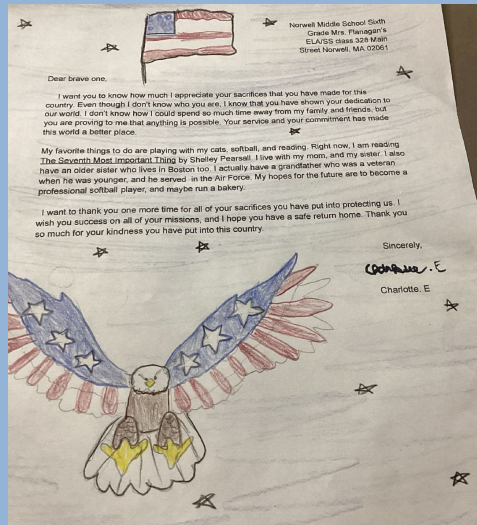 Norwell Middle School Sixth
Grade Mrs. Flanagan's
ELA/SS class 328 Main
Street Norwell, MA 02061
Dear brave one,
I want you to know how much I appreciate your sacrifices that you have made for this
country. Even though I don't know who you are, I know that you have shown your dedication to
our world. I don't know how I could spend so much time away from my family and friends, but
you are proving to me that anything is possible. Your service and your commitment has made
this world a better place.
My favorite things to do are playing with my cats, softball, and reading. Right now, I am reading
The Seventh Most Important Thing by Shelley Pearsall. I live with my mom, and my sister. I also
have an older sister who lives in Boston too. I actually have a grandfather who was a veteran
when he was younger, and he served in the Air Force. My hopes for the future are to become a
professional softball player, and maybe run a bakery.
I want to thank you one more time for all of your sacrifices you have put into protecting us. I
wish you success on all of your missions, and I hope you have a safe return home. Thank you
so much for your kindness you have put into this country.
Sincerely,
Charlotte. E